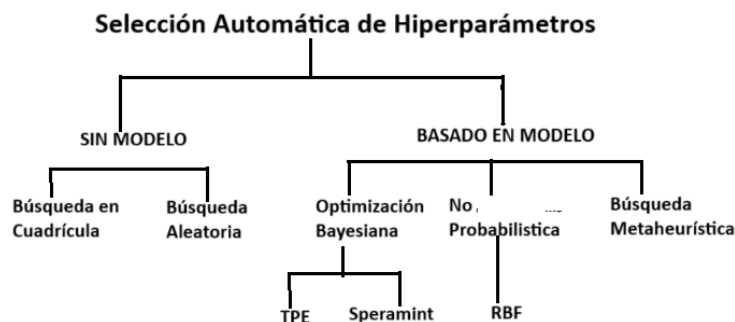 Selección Automática de Hiperparámetros
SIN MODELO
BASADO EN MODELO
Búsqueda en
Cuadrícula
Búsqueda
Aleatoria
Optimización
Bayesiana
No
Probabilistica
Búsqueda
Metaheurística
TPE
Speramint
RBF